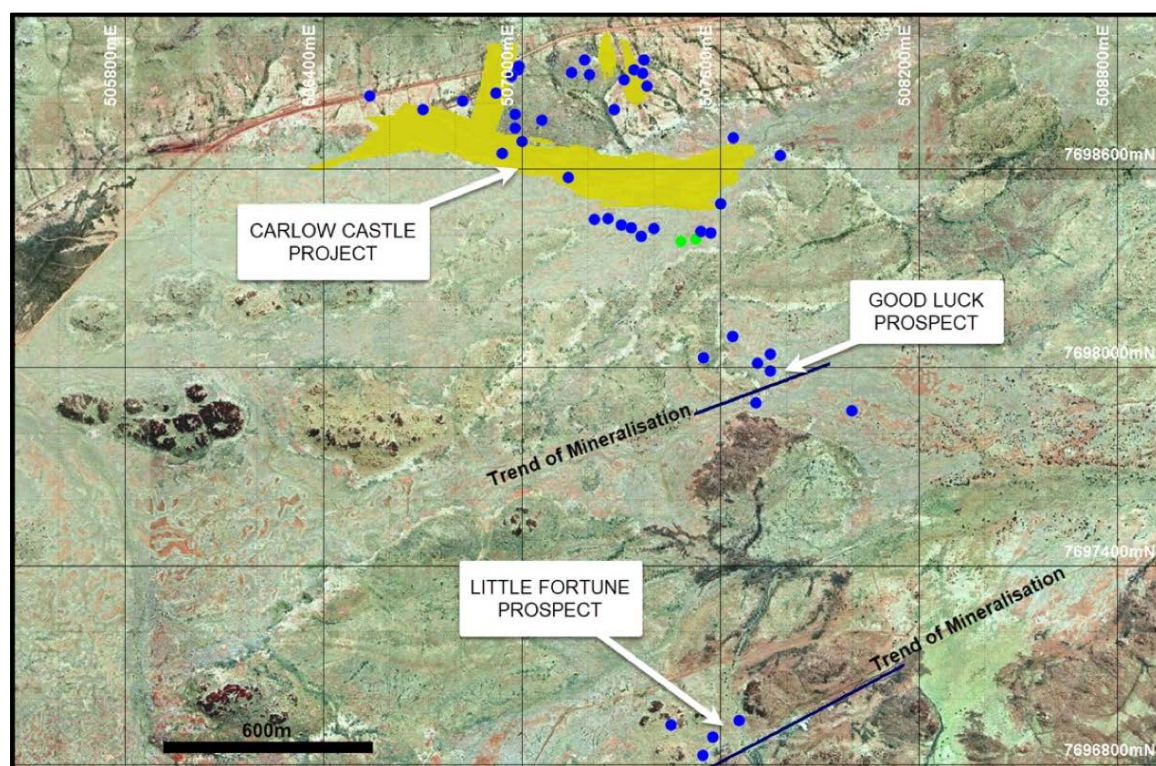 505800mE
506400mE
507000mE
507600mE
508200mE
508800mE
7698600mN
CARLOW CASTLE
PROJECT
GOOD LUCK
PROSPECT
7698000mN
Trend of Mineralisation
7697400mN
LITTLE FORTUNE
PROSPECT
Trend of Mineralisation
600m
7696800mN